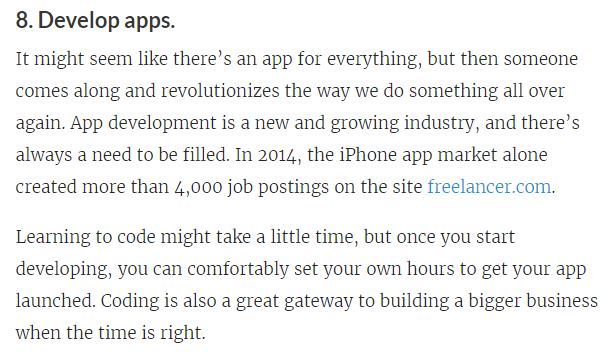 8. Develop apps.
It might seem like there’s an app for everything, but then someone
comes along and revolutionizes the way we do something all over
again. App development is a new and growing industry, and there’s
always a need to be filled. In 2014, the iPhone app market alone
created more than 4,000 job postings on the site freelancer.com.
Learning to code might take a little time, but once you start
developing, you can comfortably set your own hours to get your app
launched. Coding is also a great gateway to building a bigger business
when the time is right.